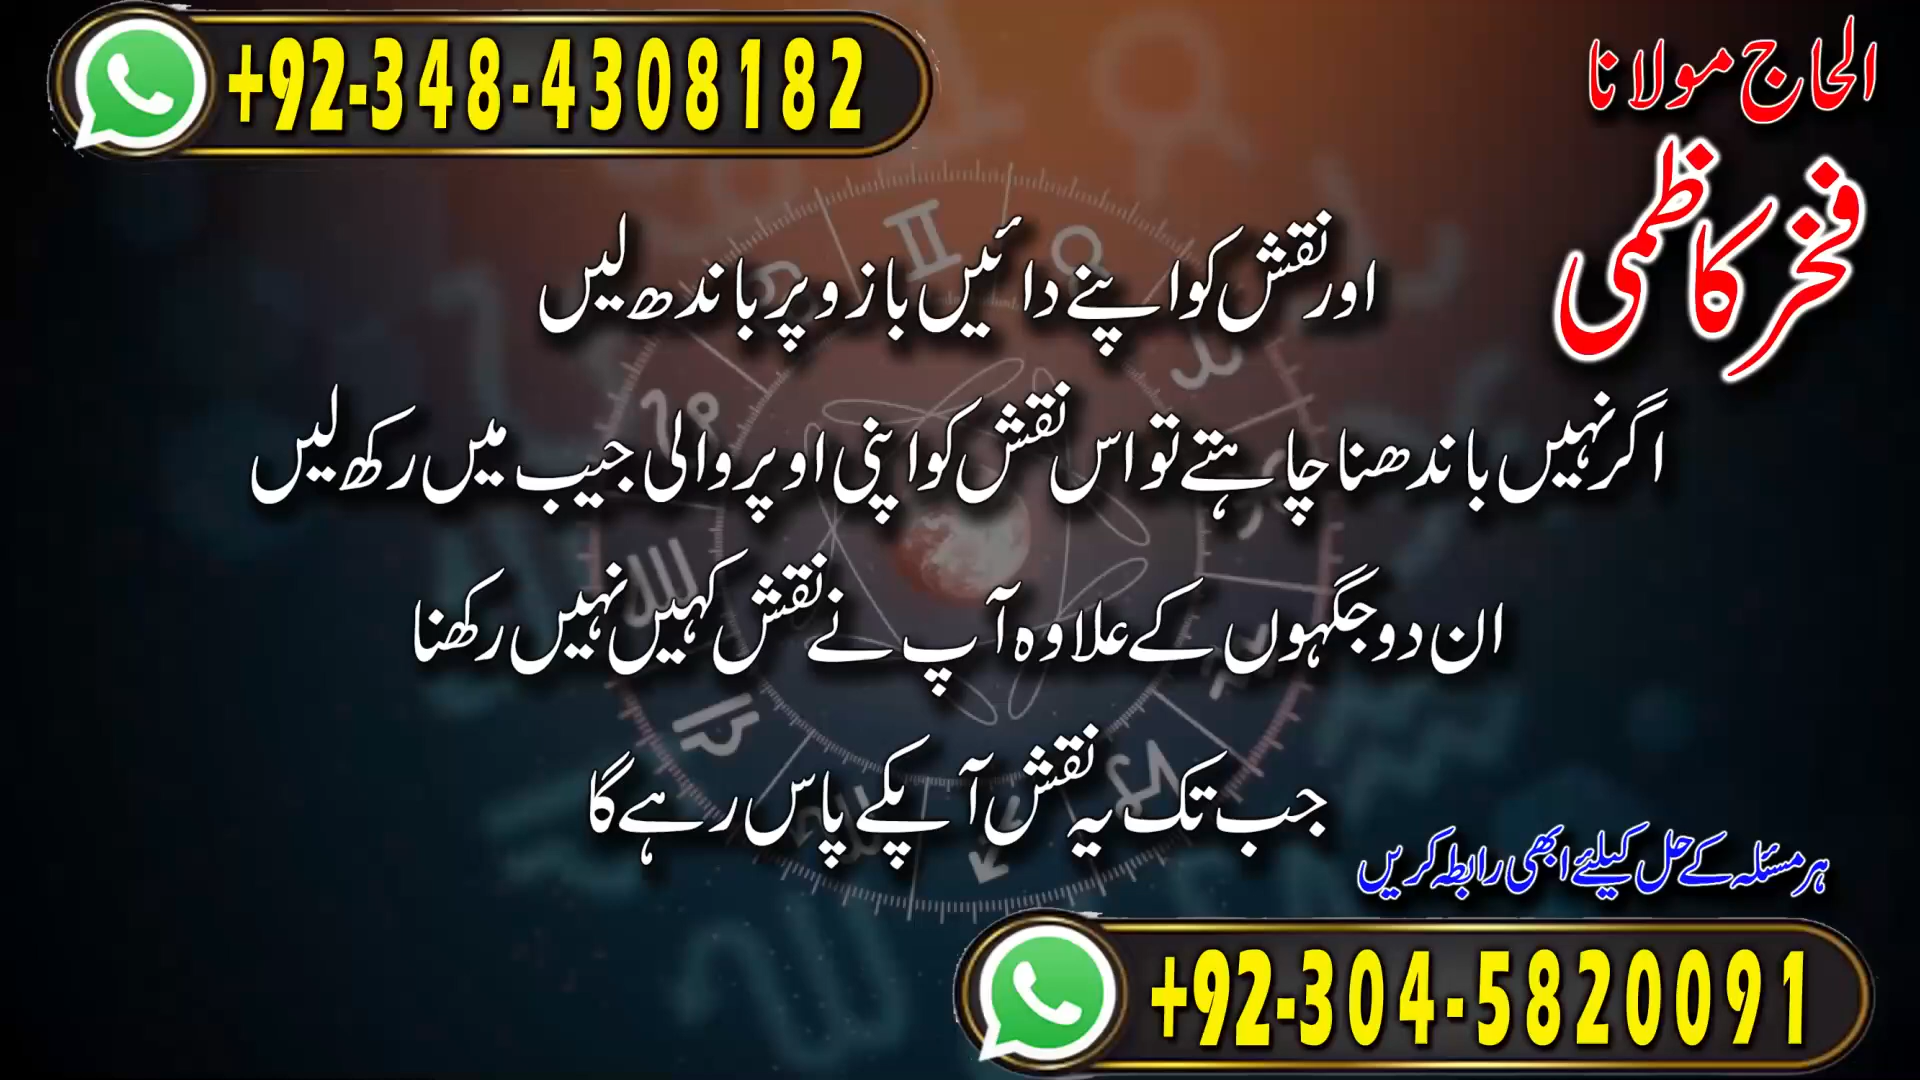 +92-348-4308182
الحاج مولانا
فخر کاظمی
اور نقش کو اپنے دائیں بازو پر باندھ لیں
اگر نہیں باندھنا چاہتے تو اس نقش کو اپنی اوپر والی جیب میں رکھ لیں
ان دو جگہوں کے علاوہ آپ نے نقش کہیں نہیں رکھنا
جب تک یہ نقش آپکے پاس رہے گا
ہر مسئلہ کے حل کیلئے ابھی رابطہ کریں
+92-304-5820091